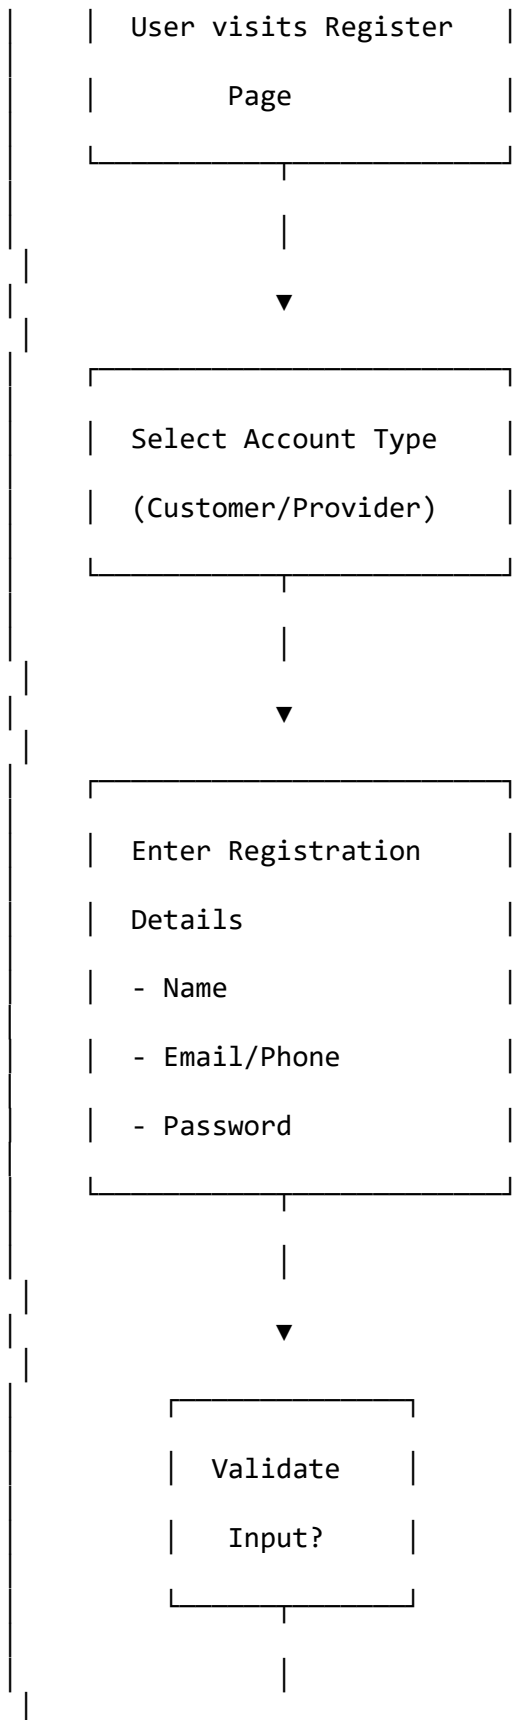 User visits Register
Page
▼
Select Account Type
(Customer/Provider)
▼
Enter Registration
Details
- Name
- Email/Phone
- Password
▼
Validate
Input?